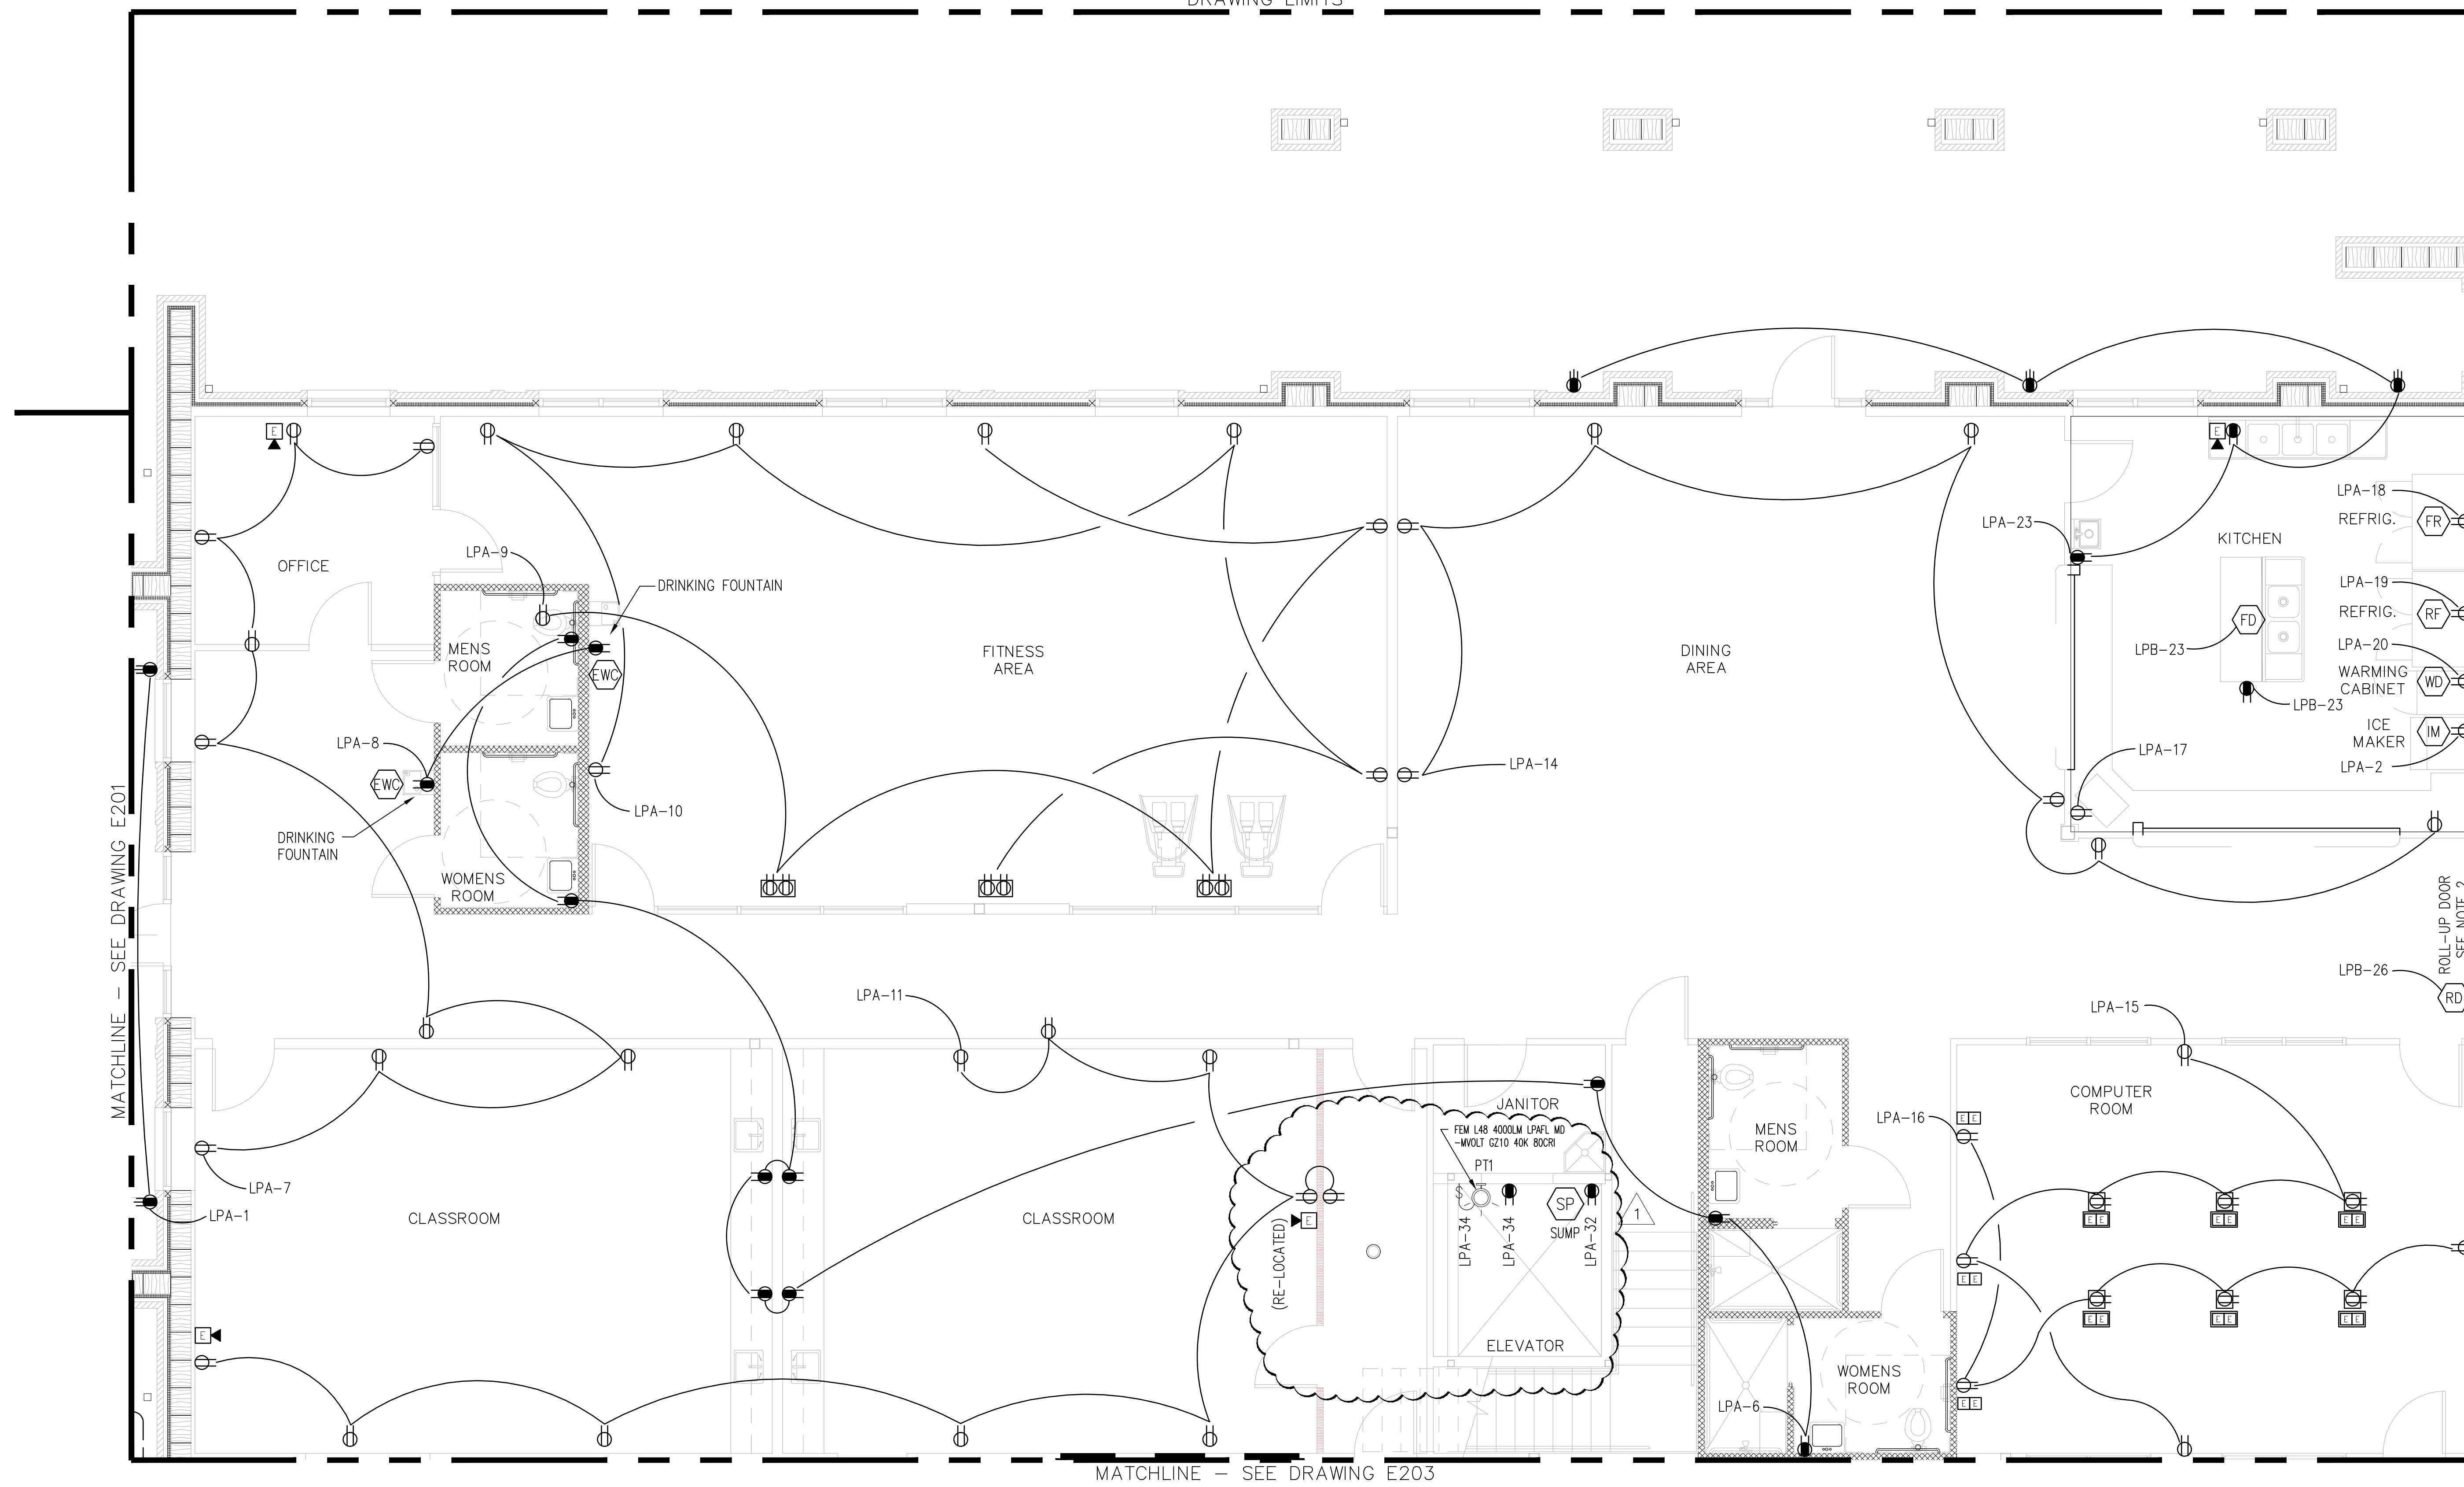 DRAWING LIMITS
E
E
LPA-18
REFRIG.
FR
LPA-23
KITCHEN
LPA-9
OFFICE
DRINKING FOUNTAIN
LPA-19
REFRIG.
RF
FD
LPB-23
LPA-20
WARMING
CABINET
WD
MENS
ROOM
EWC
FITNESS
AREA
DINING
AREA
LPB-23
ICE
MAKER
IM
LPA-2
LPA-8
EWC
LPA-17
LPA-14
LPA-10
DRINKING
FOUNTAIN
WOMENS
ROOM
MATCHLINE - SEE DRAWING E201
ROLL-UP DOOR
SEE NOTE 2
LPB-26
RD
LPA-11
LPA-15
COMPUTER
ROOM
JANITOR
FEM L48 4000LM LPAFL MD
-MVOLT GZ10 40K 80CRI
PT1
MENS
ROOM
LPA-16
E E
LPA-7
LPA-1
CLASSROOM
CLASSROOM
(RE-LOCATED)
E
$
LPA-34
LPA-34
SP
SUMP
LPA-32
1
E E
E E
E E
E E
E
ELEVATOR
E E
E E
E E
WOMENS
ROOM
E E
LPA-6
MATCHLINE - SEE DRAWING E203